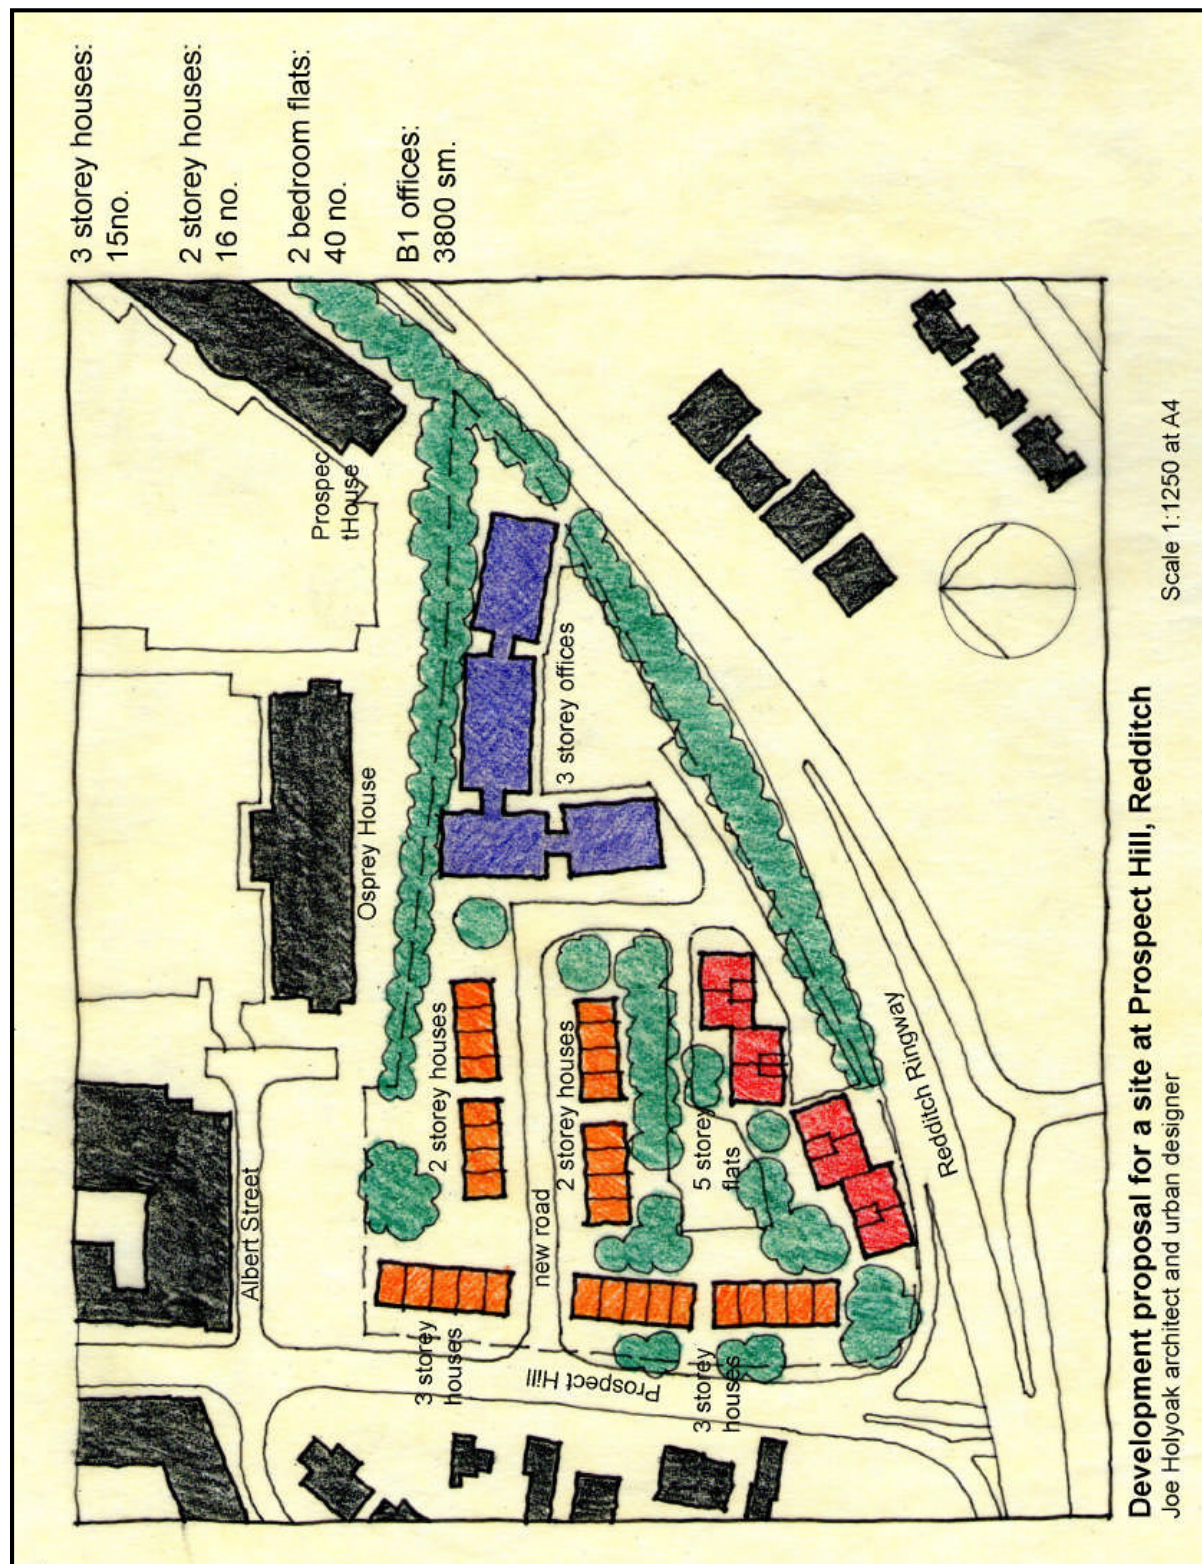 3 storey houses:
15no.
2 storey houses:
16 no.
2 bedroom flats:
40 no.
B1 offices:
3800 sm.
Prospec
tHouse
Osprey House
Albert Street
3 storey offices
2 storey houses
2 storey houses
new road
5 storey
flats
3 storey
houses
Prospect Hill
3 storey
houses
Redditch Ringway
Development proposal for a site at Prospect Hill, Redditch
Joe Holyoak architect and urban designer
Scale 1:1250 at A4